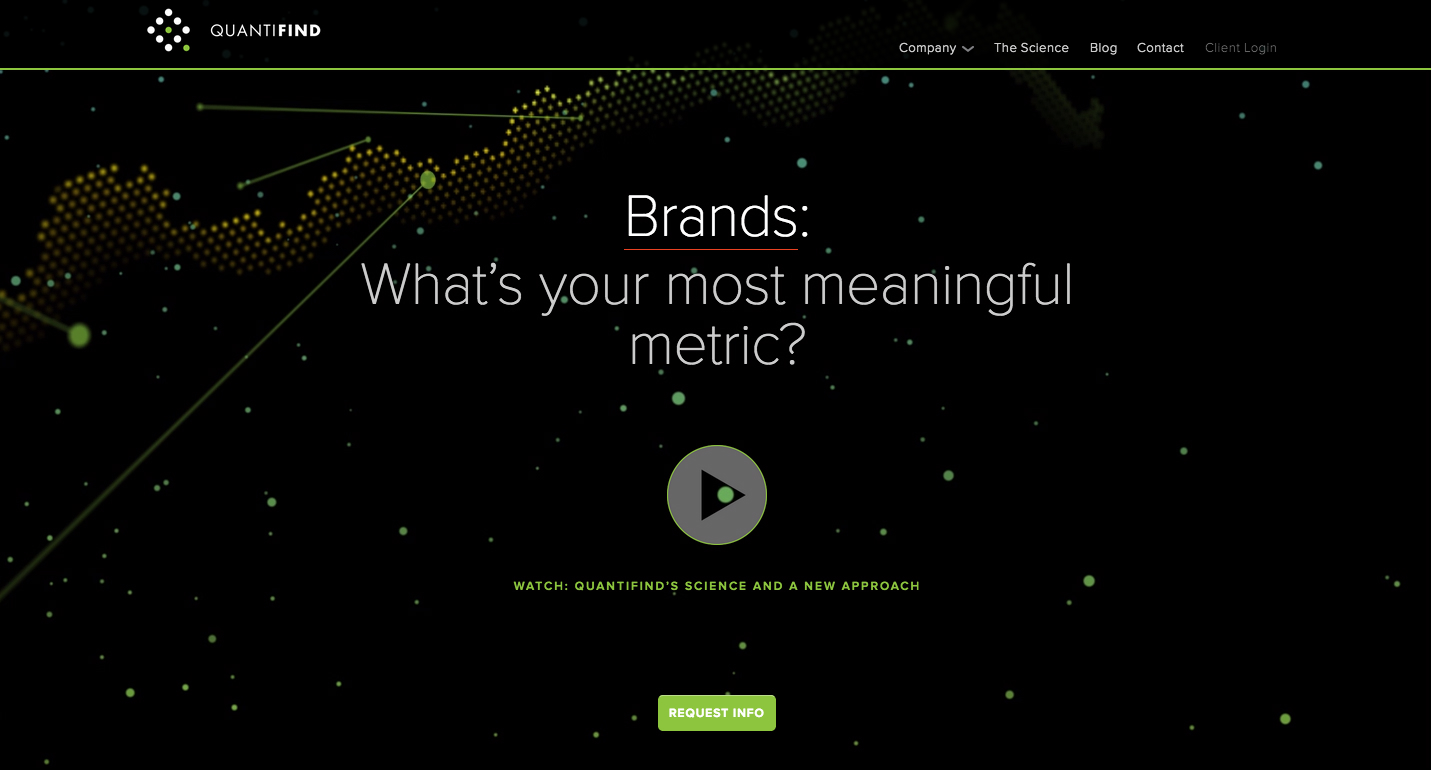 QUANTIFIND
Company
The Science
Blog
Contact
Client Login
Brands:
What's your most meaningful
metric?
WATCH: QUANTIFIND'S SCIENCE AND A NEW APPROACH
REQUEST INFO